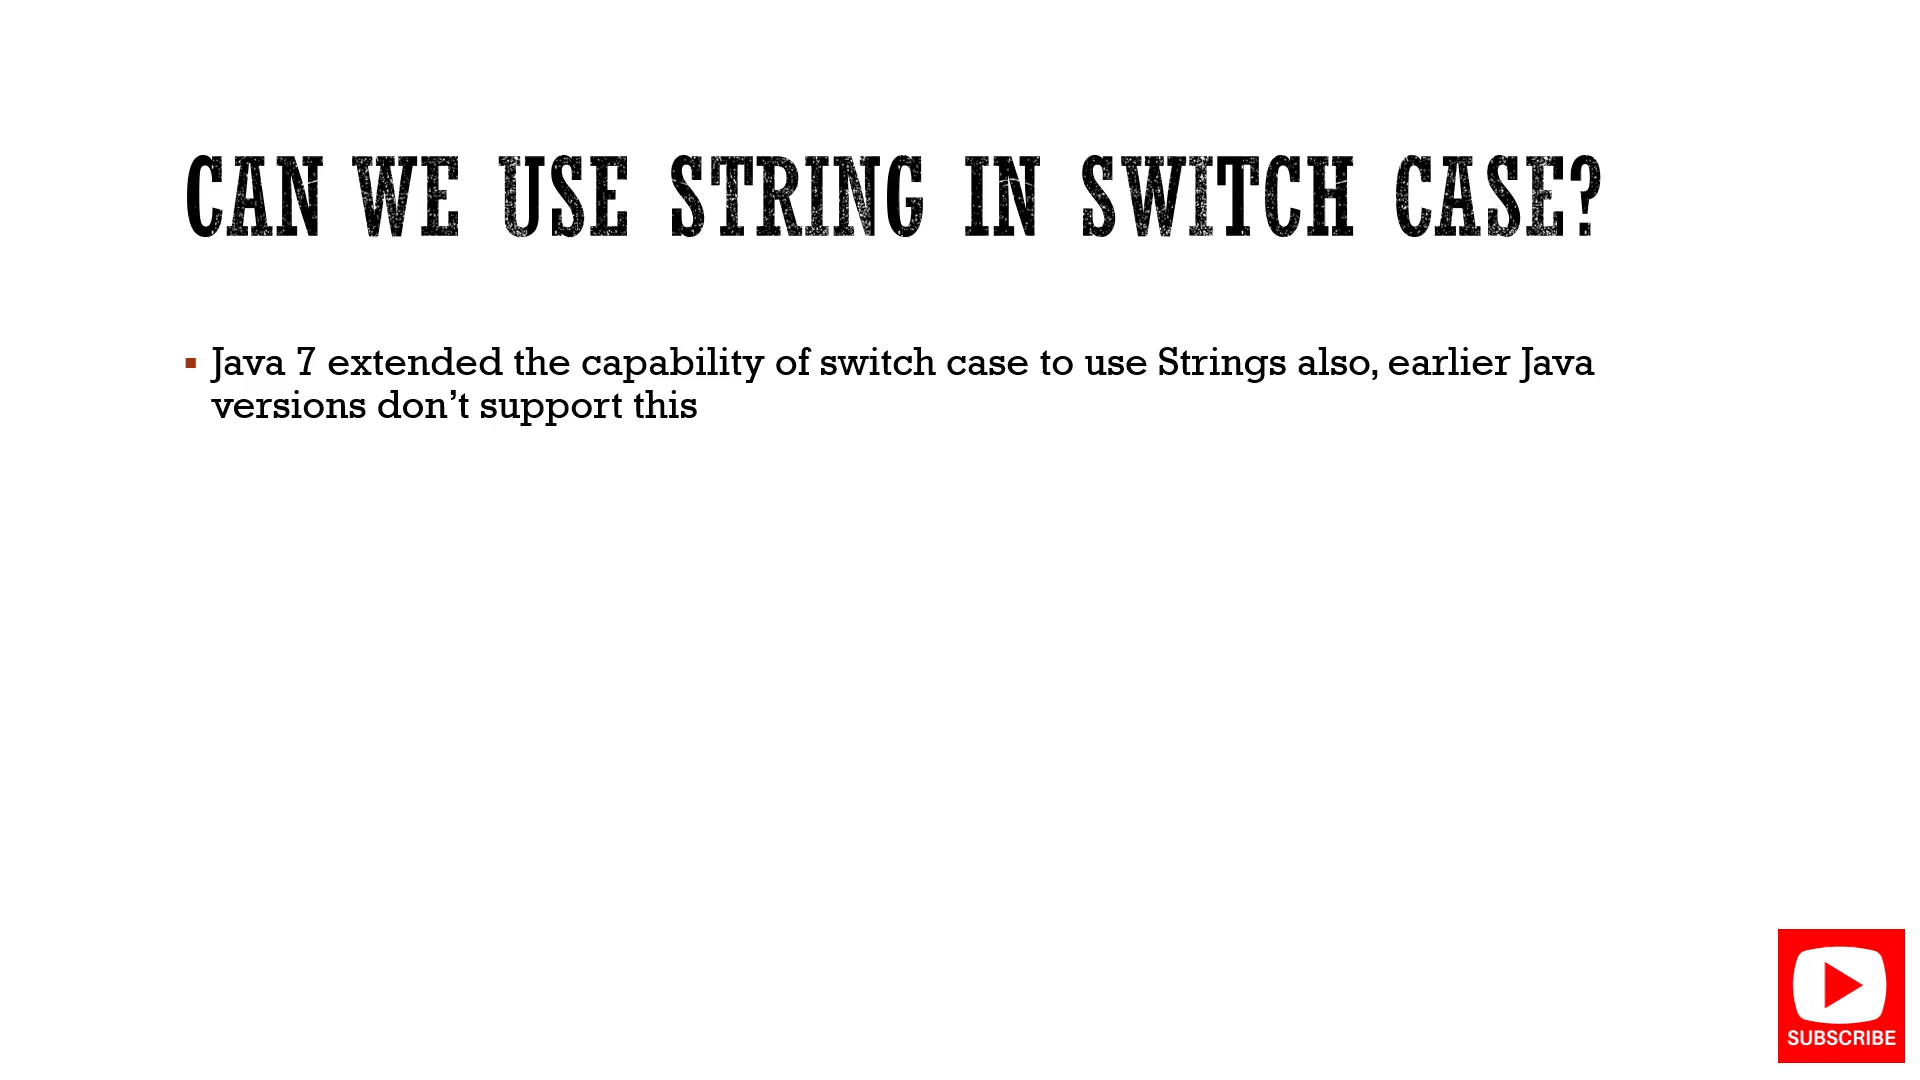 CAN WE USE STRING IN SWITCH CASE?
▪ Java 7 extended the capability of switch case to use Strings also, earlier Java
versions don’t support this
SUBSCRIBE